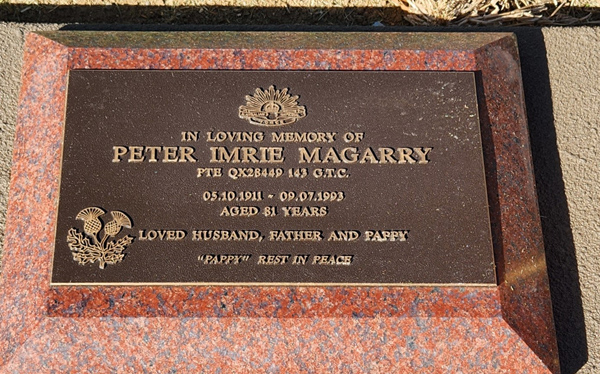 IN LOVING MEMORY OF
PETER IMRIE MAGARRY
PTE QX28449 143 G.T.C.
05.10.1911 - 09.07.1993
AGED 81 YEARS
LOVED HUSBAND, FATHER AND PAPPY
"PAPPY" REST IN PEACE